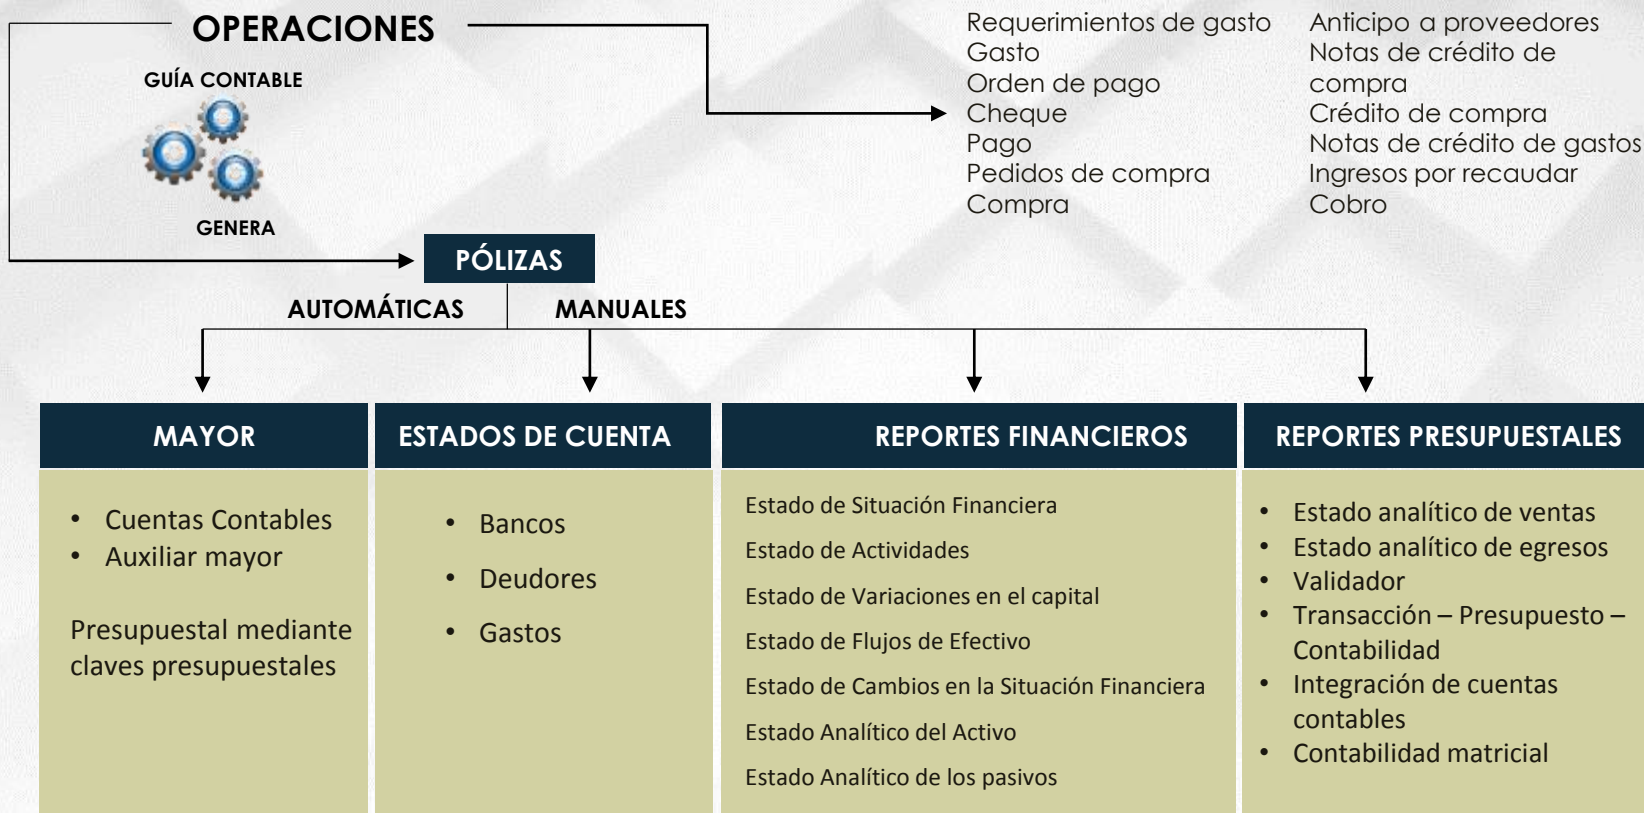 OPERACIONES
GUÍA CONTABLE
GENERA
Requerimientos de gasto
Gasto
Orden de pago
Cheque
Pago
Pedidos de compra
Compra
Anticipo a proveedores
Notas de crédito de
compra
Crédito de compra
Notas de crédito de gastos
Ingresos por recaudar
Cobro
PÓLIZAS
AUTOMÁTICAS
MANUALES
MAYOR
• Cuentas Contables
• Auxiliar mayor
Presupuestal mediante
claves presupuestales
ESTADOS DE CUENTA
• Bancos
• Deudores
• Gastos
REPORTES FINANCIEROS
Estado de Situación Financiera
Estado de Actividades
Estado de Variaciones en el capital
Estado de Flujos de Efectivo
Estado de Cambios en la Situación Financiera
Estado Analítico del Activo
Estado Analítico de los pasivos
REPORTES PRESUPUESTALES
• Estado analítico de ventas
• Estado analítico de egresos
• Validador
• Transacción – Presupuesto –
Contabilidad
• Integración de cuentas
contables
• Contabilidad matricial